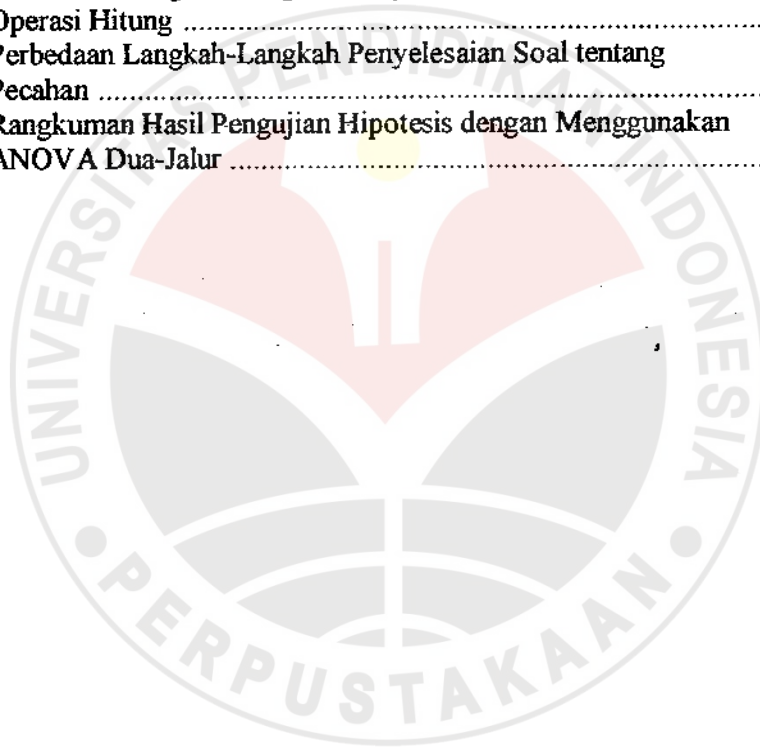 Operasi Hitung ........................................................................
Perbedaan Langkah-Langkah Penyelesaian Soal tentang
Pecahan ........................................................................
Rangkuman Hasil Pengujian Hipotesis dengan Menggunakan
ANOVA Dua-Jalur ........................................................................
UNIVERSITAS PENDIDIKAN INDONESIA
PERPUSTAKAAN